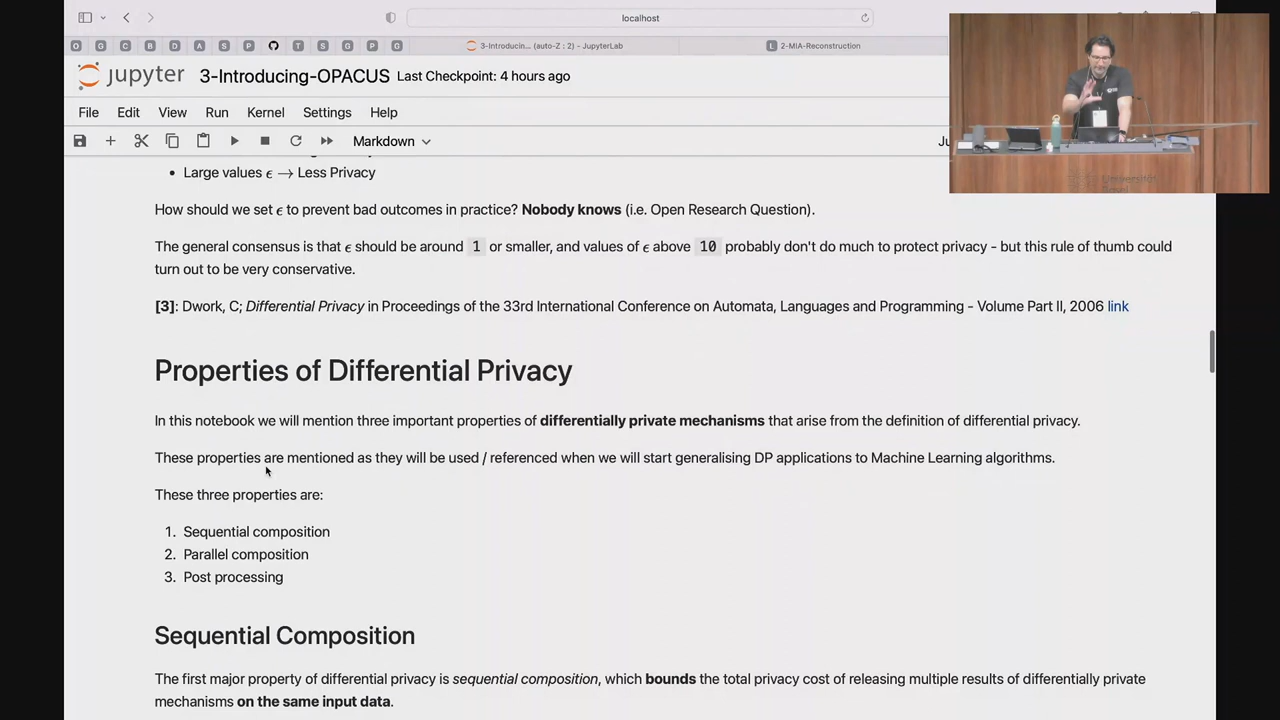 localhost
O G C B D A S P T S G P O 3-Introducin... (auto-Z : 2) - JupyterLab L 2-MIA-Reconstruction
jupyter 3-Introducing-OPACUS Last Checkpoint: 4 hours ago
File Edit View Run Kernel Settings Help
Markdown Ju
• Large values ϵ → Less Privacy
How should we set ϵ to prevent bad outcomes in practice? Nobody knows (i.e. Open Research Question).
The general consensus is that ϵ should be around 1 or smaller, and values of ϵ above 10 probably don't do much to protect privacy - but this rule of thumb could
turn out to be very conservative.
[3]: Dwork, C; Differential Privacy in Proceedings of the 33rd International Conference on Automata, Languages and Programming - Volume Part II, 2006 link
Properties of Differential Privacy
In this notebook we will mention three important properties of differentially private mechanisms that arise from the definition of differential privacy.
These properties are mentioned as they will be used / referenced when we will start generalising DP applications to Machine Learning algorithms.
These three properties are:
1. Sequential composition
2. Parallel composition
3. Post processing
Sequential Composition
The first major property of differential privacy is sequential composition, which bounds the total privacy cost of releasing multiple results of differentially private
mechanisms on the same input data.
Universität
Basel